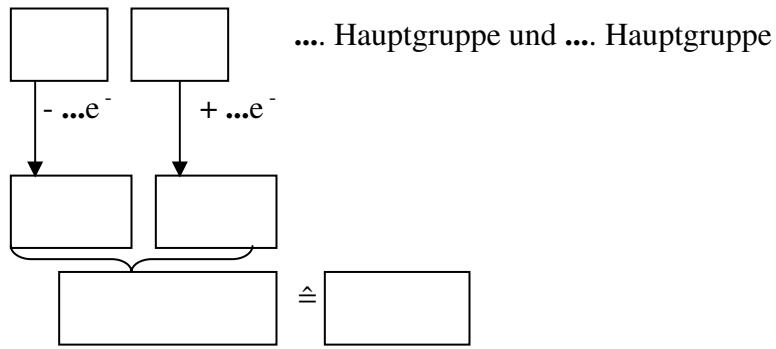 .... Hauptgruppe und .... Hauptgruppe
- ...e⁻ + ...e⁻
≙